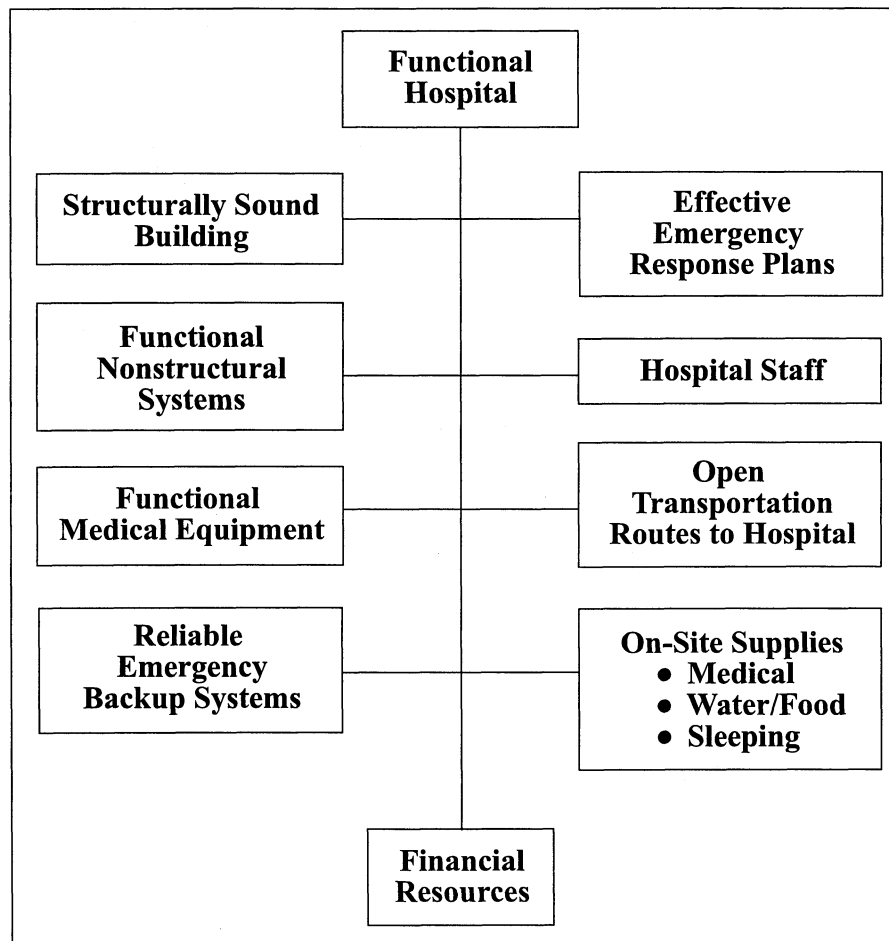 Functional
Hospital
Structurally Sound
Building
Effective
Emergency
Response Plans
Functional
Nonstructural
Systems
Hospital Staff
Functional
Medical Equipment
Open
Transportation
Routes to Hospital
Reliable
Emergency
Backup Systems
On-Site Supplies
● Medical
● Water/Food
● Sleeping
Financial
Resources